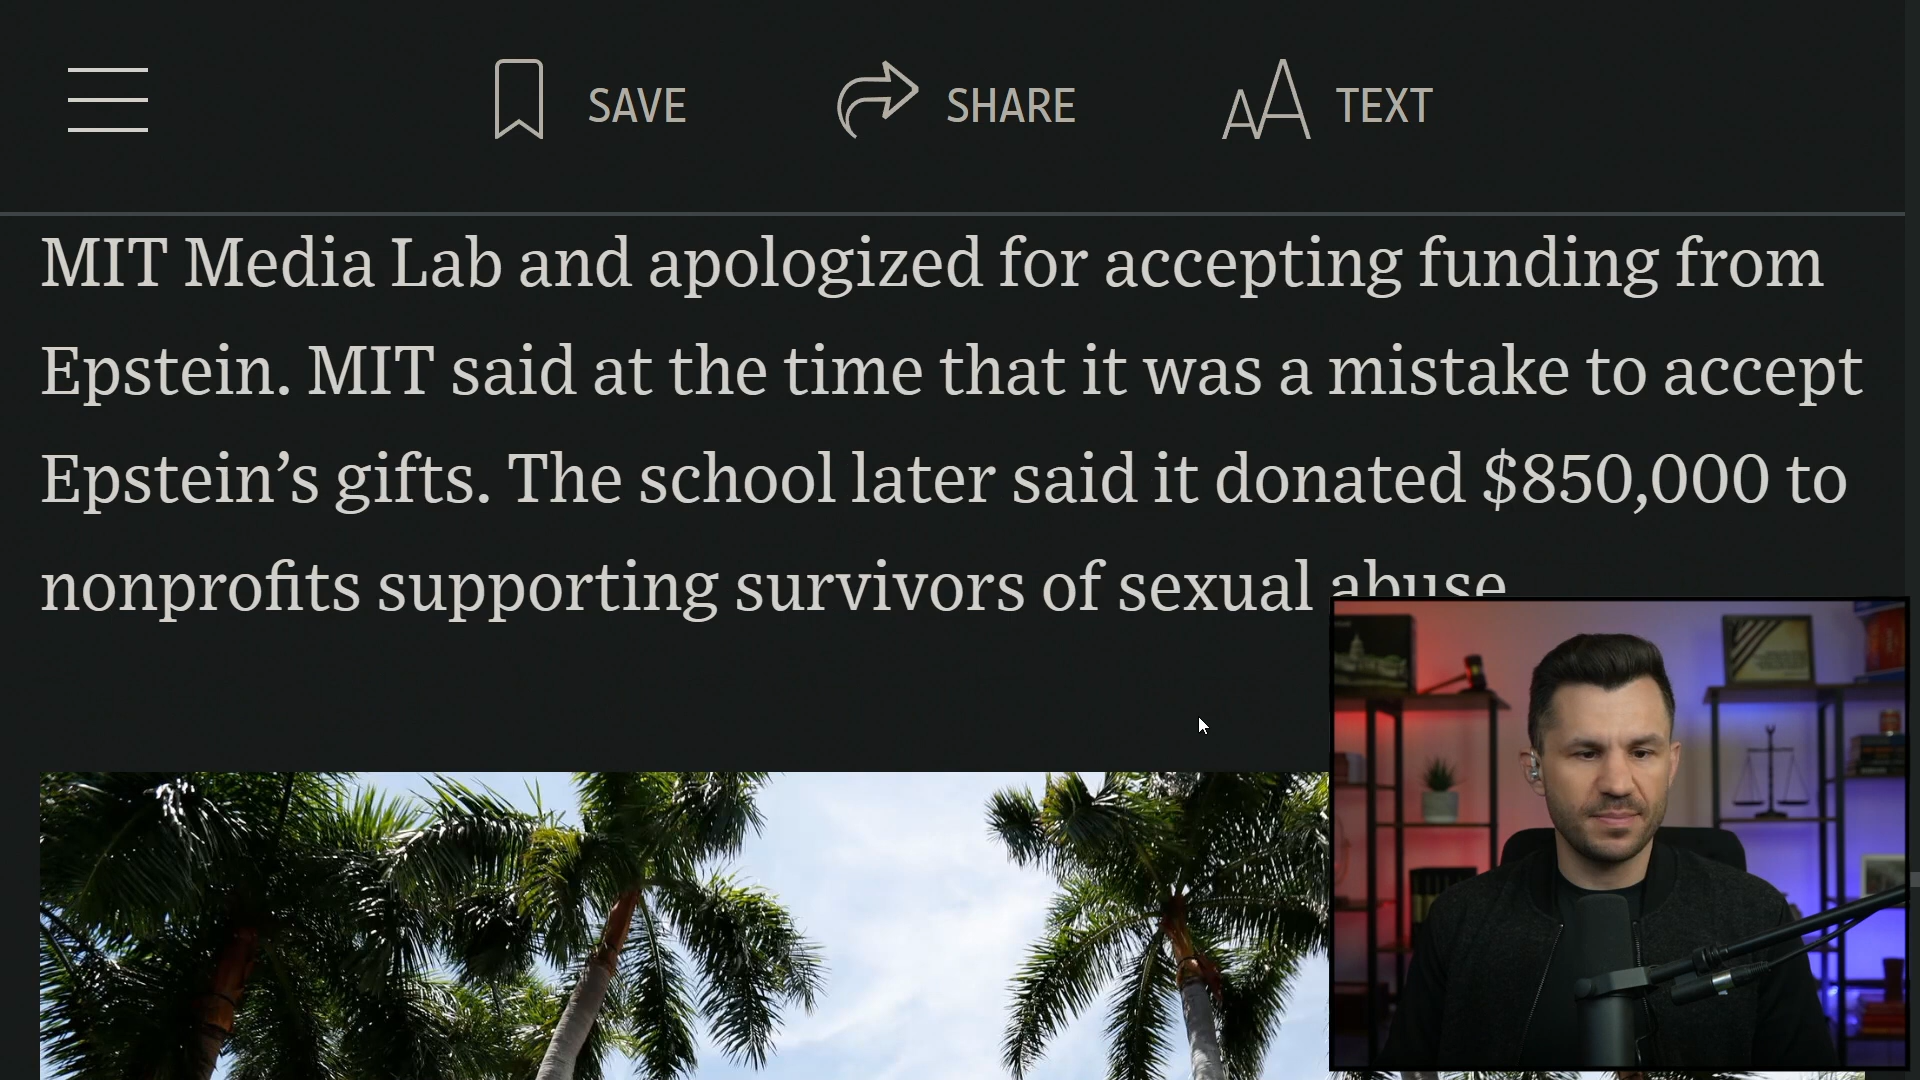 SAVE
SHARE
AA TEXT
MIT Media Lab and apologized for accepting funding from
Epstein. MIT said at the time that it was a mistake to accept
Epstein’s gifts. The school later said it donated $850,000 to
nonprofits supporting survivors of sexual abuse